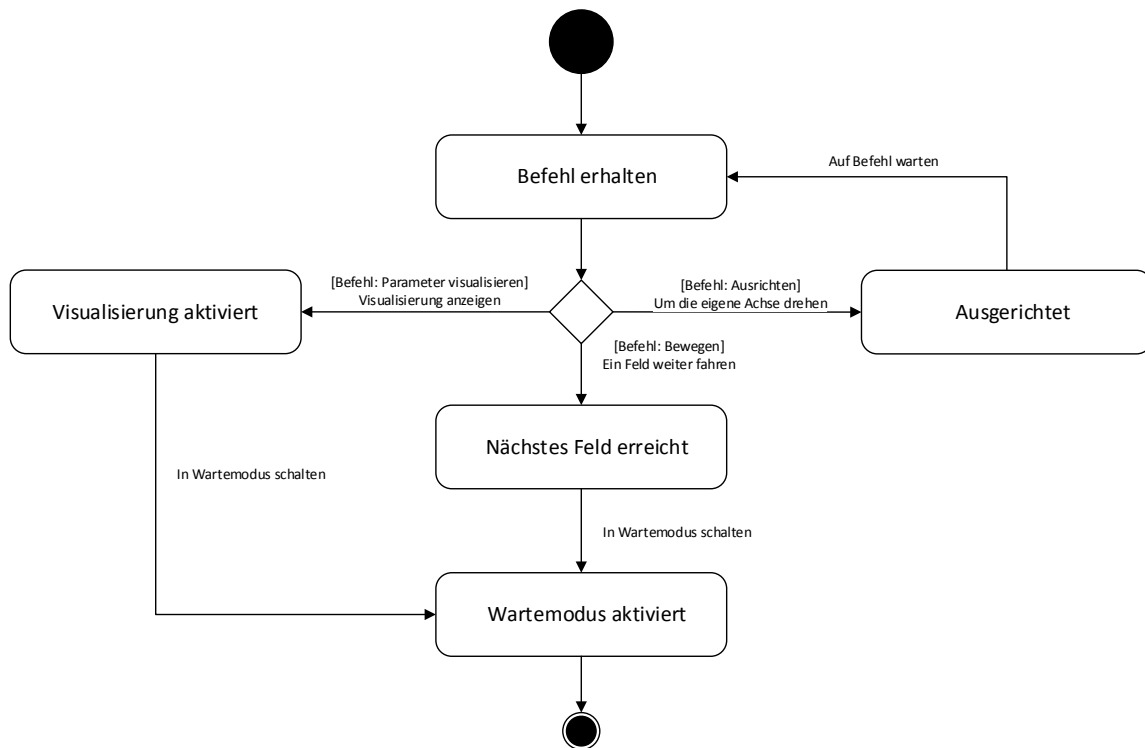 Befehl erhalten
Auf Befehl warten
[Befehl: Parameter visualisieren]
Visualisierung anzeigen
[Befehl: Ausrichten]
Um die eigene Achse drehen
Visualisierung aktiviert
Ausgerichtet
[Befehl: Bewegen]
Ein Feld weiter fahren
Nächstes Feld erreicht
In Wartemodus schalten
In Wartemodus schalten
Wartemodus aktiviert